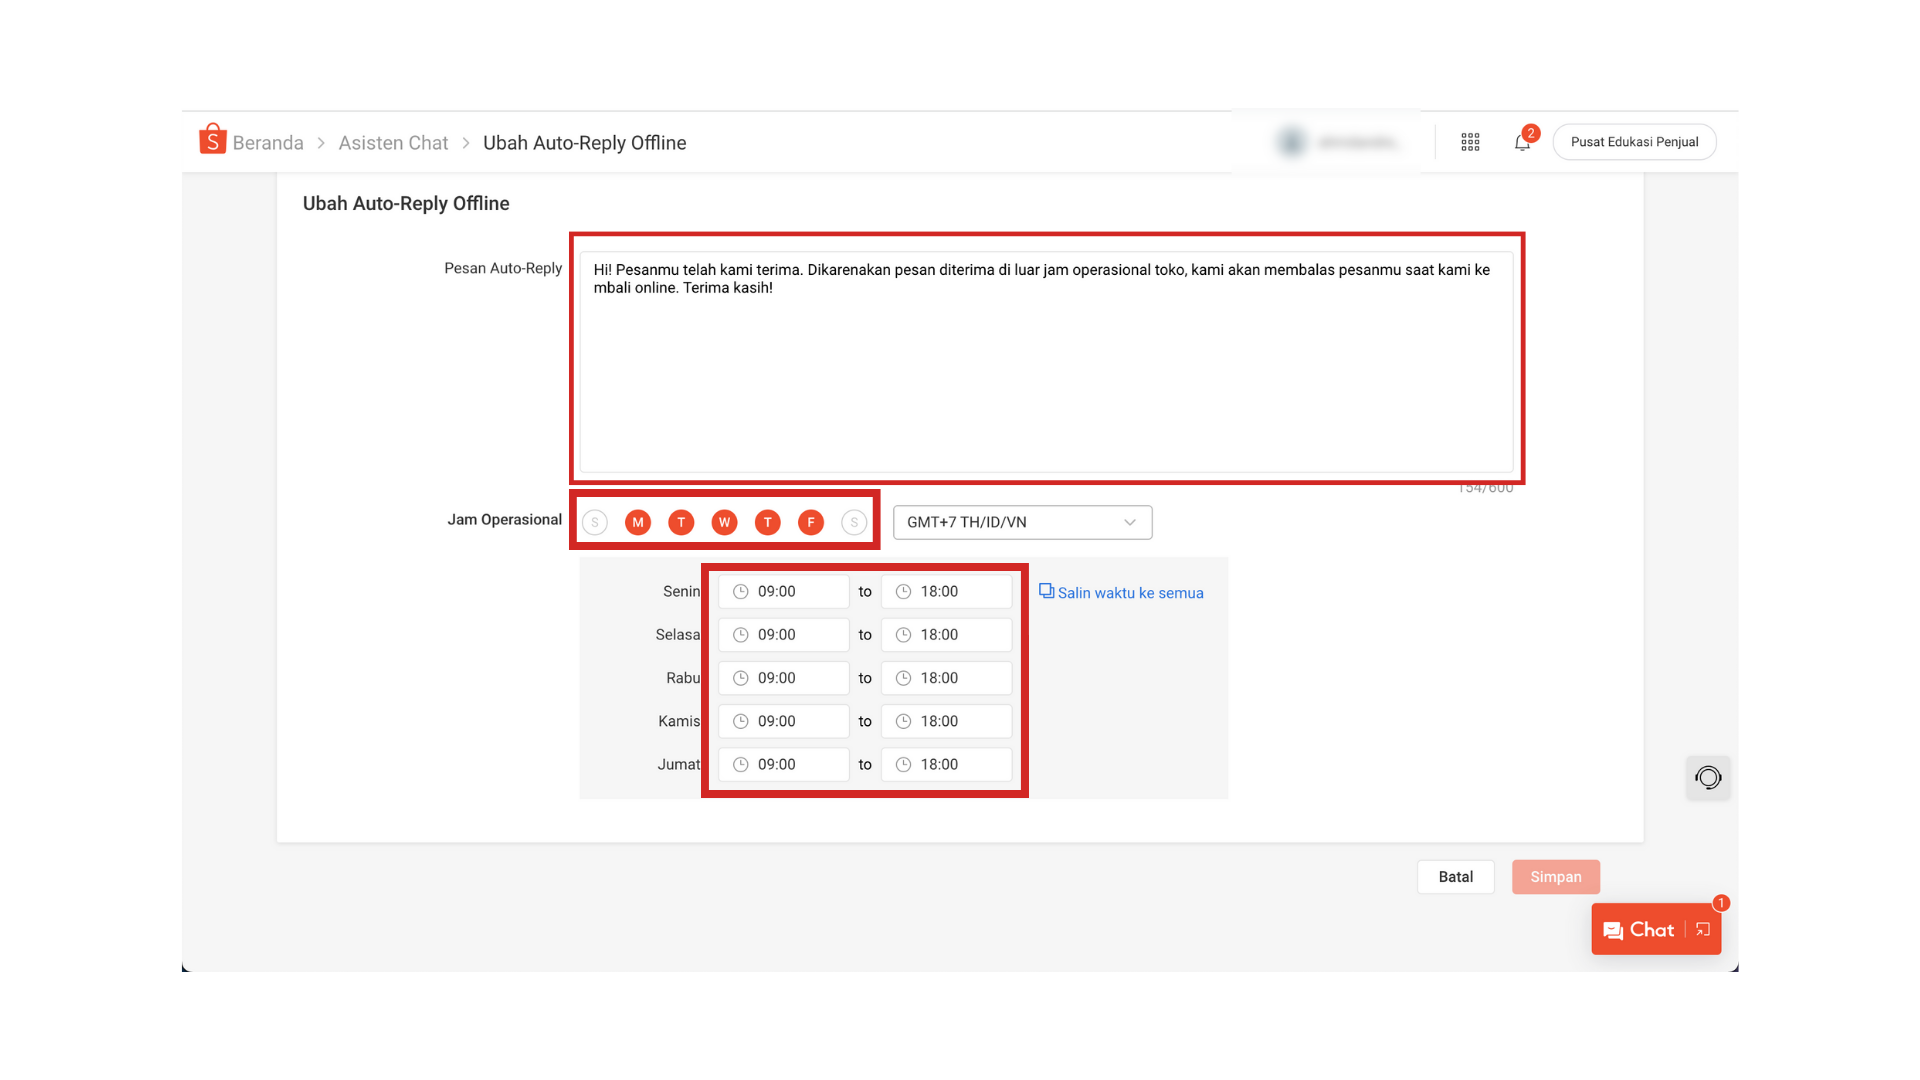 Beranda > Asisten Chat > Ubah Auto-Reply Offline
2
Pusat Edukasi Penjual
Ubah Auto-Reply Offline
Pesan Auto-Reply
Hi! Pesanmu telah kami terima. Dikarenakan pesan diterima di luar jam operasional toko, kami akan membalas pesanmu saat kami ke
mbali online. Terima kasih!
154/600
Jam Operasional
S M T W T F S
GMT+7 TH/ID/VN
Senin 09:00 to 18:00 Salin waktu ke semua
Selasa 09:00 to 18:00
Rabu 09:00 to 18:00
Kamis 09:00 to 18:00
Jumat 09:00 to 18:00
Batal
Simpan
1
Chat